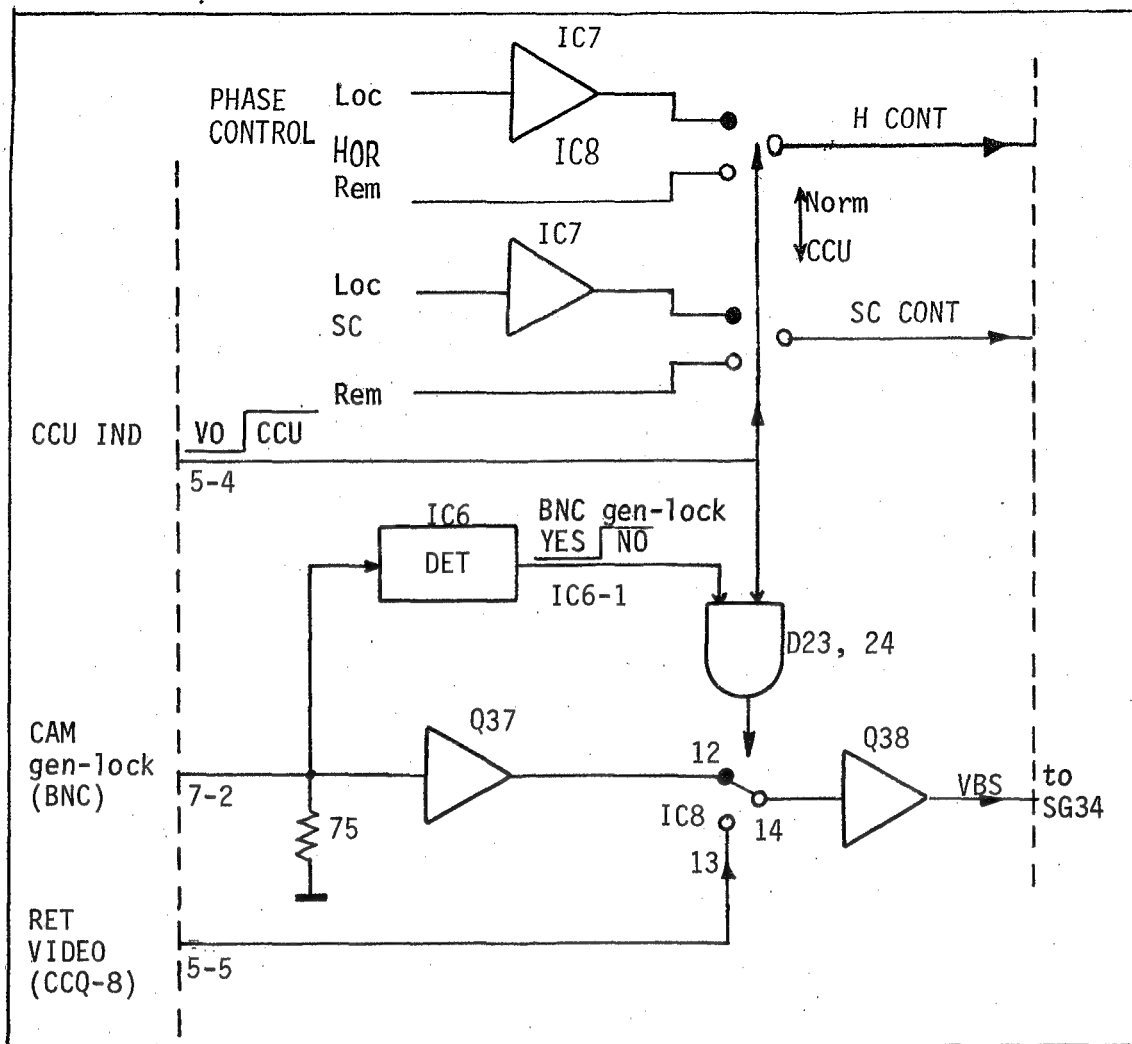 IC7
PHASE
CONTROL
Loc
HOR
IC8
Rem
H CONT
Norm
CCU
IC7
Loc
SC
SC CONT
Rem
CCU IND
VO CCU
5-4
IC6
DET
BNC gen-lock
YES NO
IC6-1
D23, 24
CAM
gen-lock
(BNC)
7-2
Q37
75
12
IC8
14
13
Q38
VBS
to
SG34
RET
VIDEO
(CCQ-8)
5-5